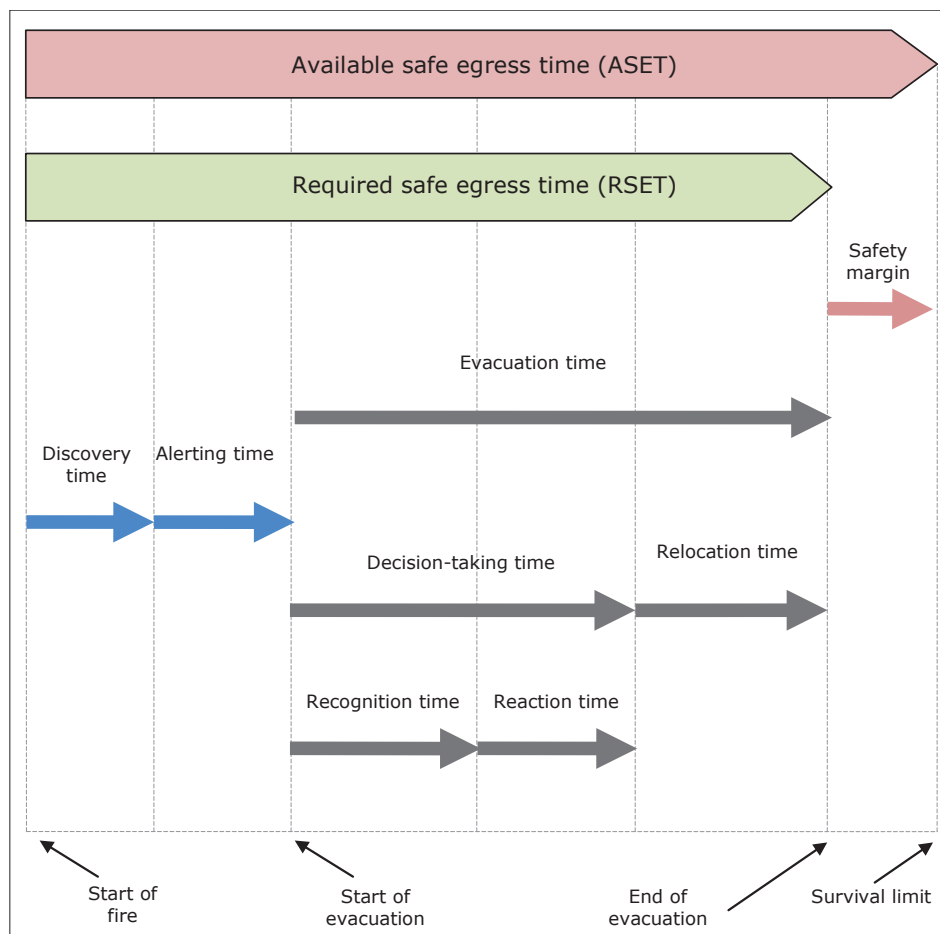 Available safe egress time (ASET)
Required safe egress time (RSET)
Safety
margin
Evacuation time
Discovery
time
Alerting time
Decision-taking time
Relocation time
Recognition time
Reaction time
Start of
fire
Start of
evacuation
End of
evacuation
Survival limit